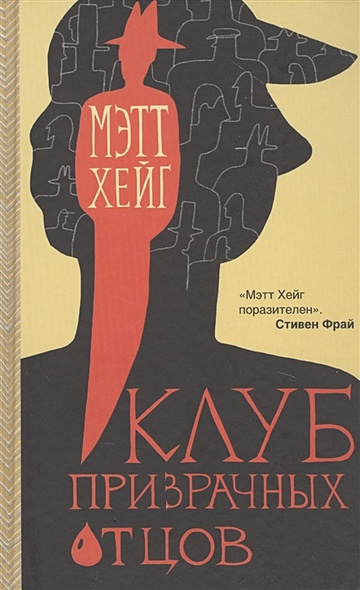 МЭТТ
ХЕЙГ
«Мэтт Хейг
поразителен».
Стивен Фрай
КЛУБ
ПРИЗРАЧНЫХ
ОТЦОВ